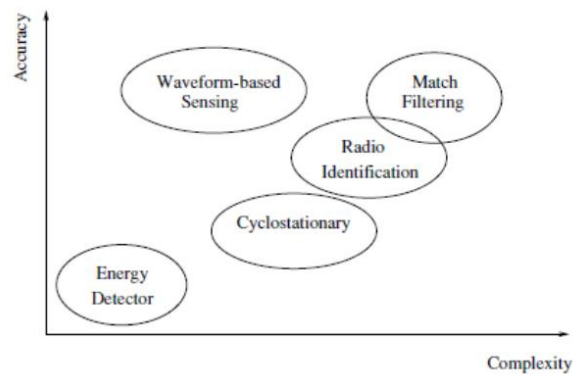 Accuracy
Waveform-based
Sensing
Match
Filtering
Radio
Identification
Cyclostationary
Energy
Detector
Complexity